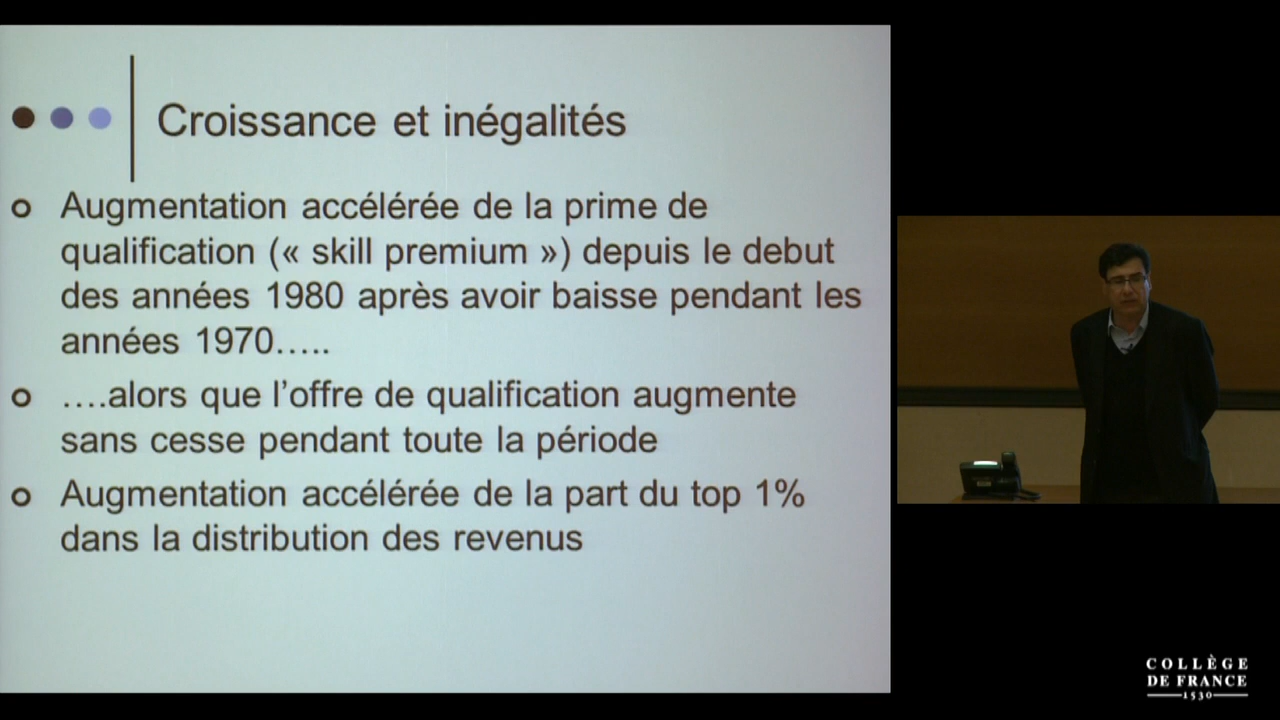 Croissance et inégalités
Augmentation accélérée de la prime de
qualification (« skill premium ») depuis le debut
des années 1980 après avoir baisse pendant les
années 1970…..
….alors que l'offre de qualification augmente
sans cesse pendant toute la période
Augmentation accélérée de la part du top 1%
dans la distribution des revenus
COLLÈGE
DE FRANCE
1530